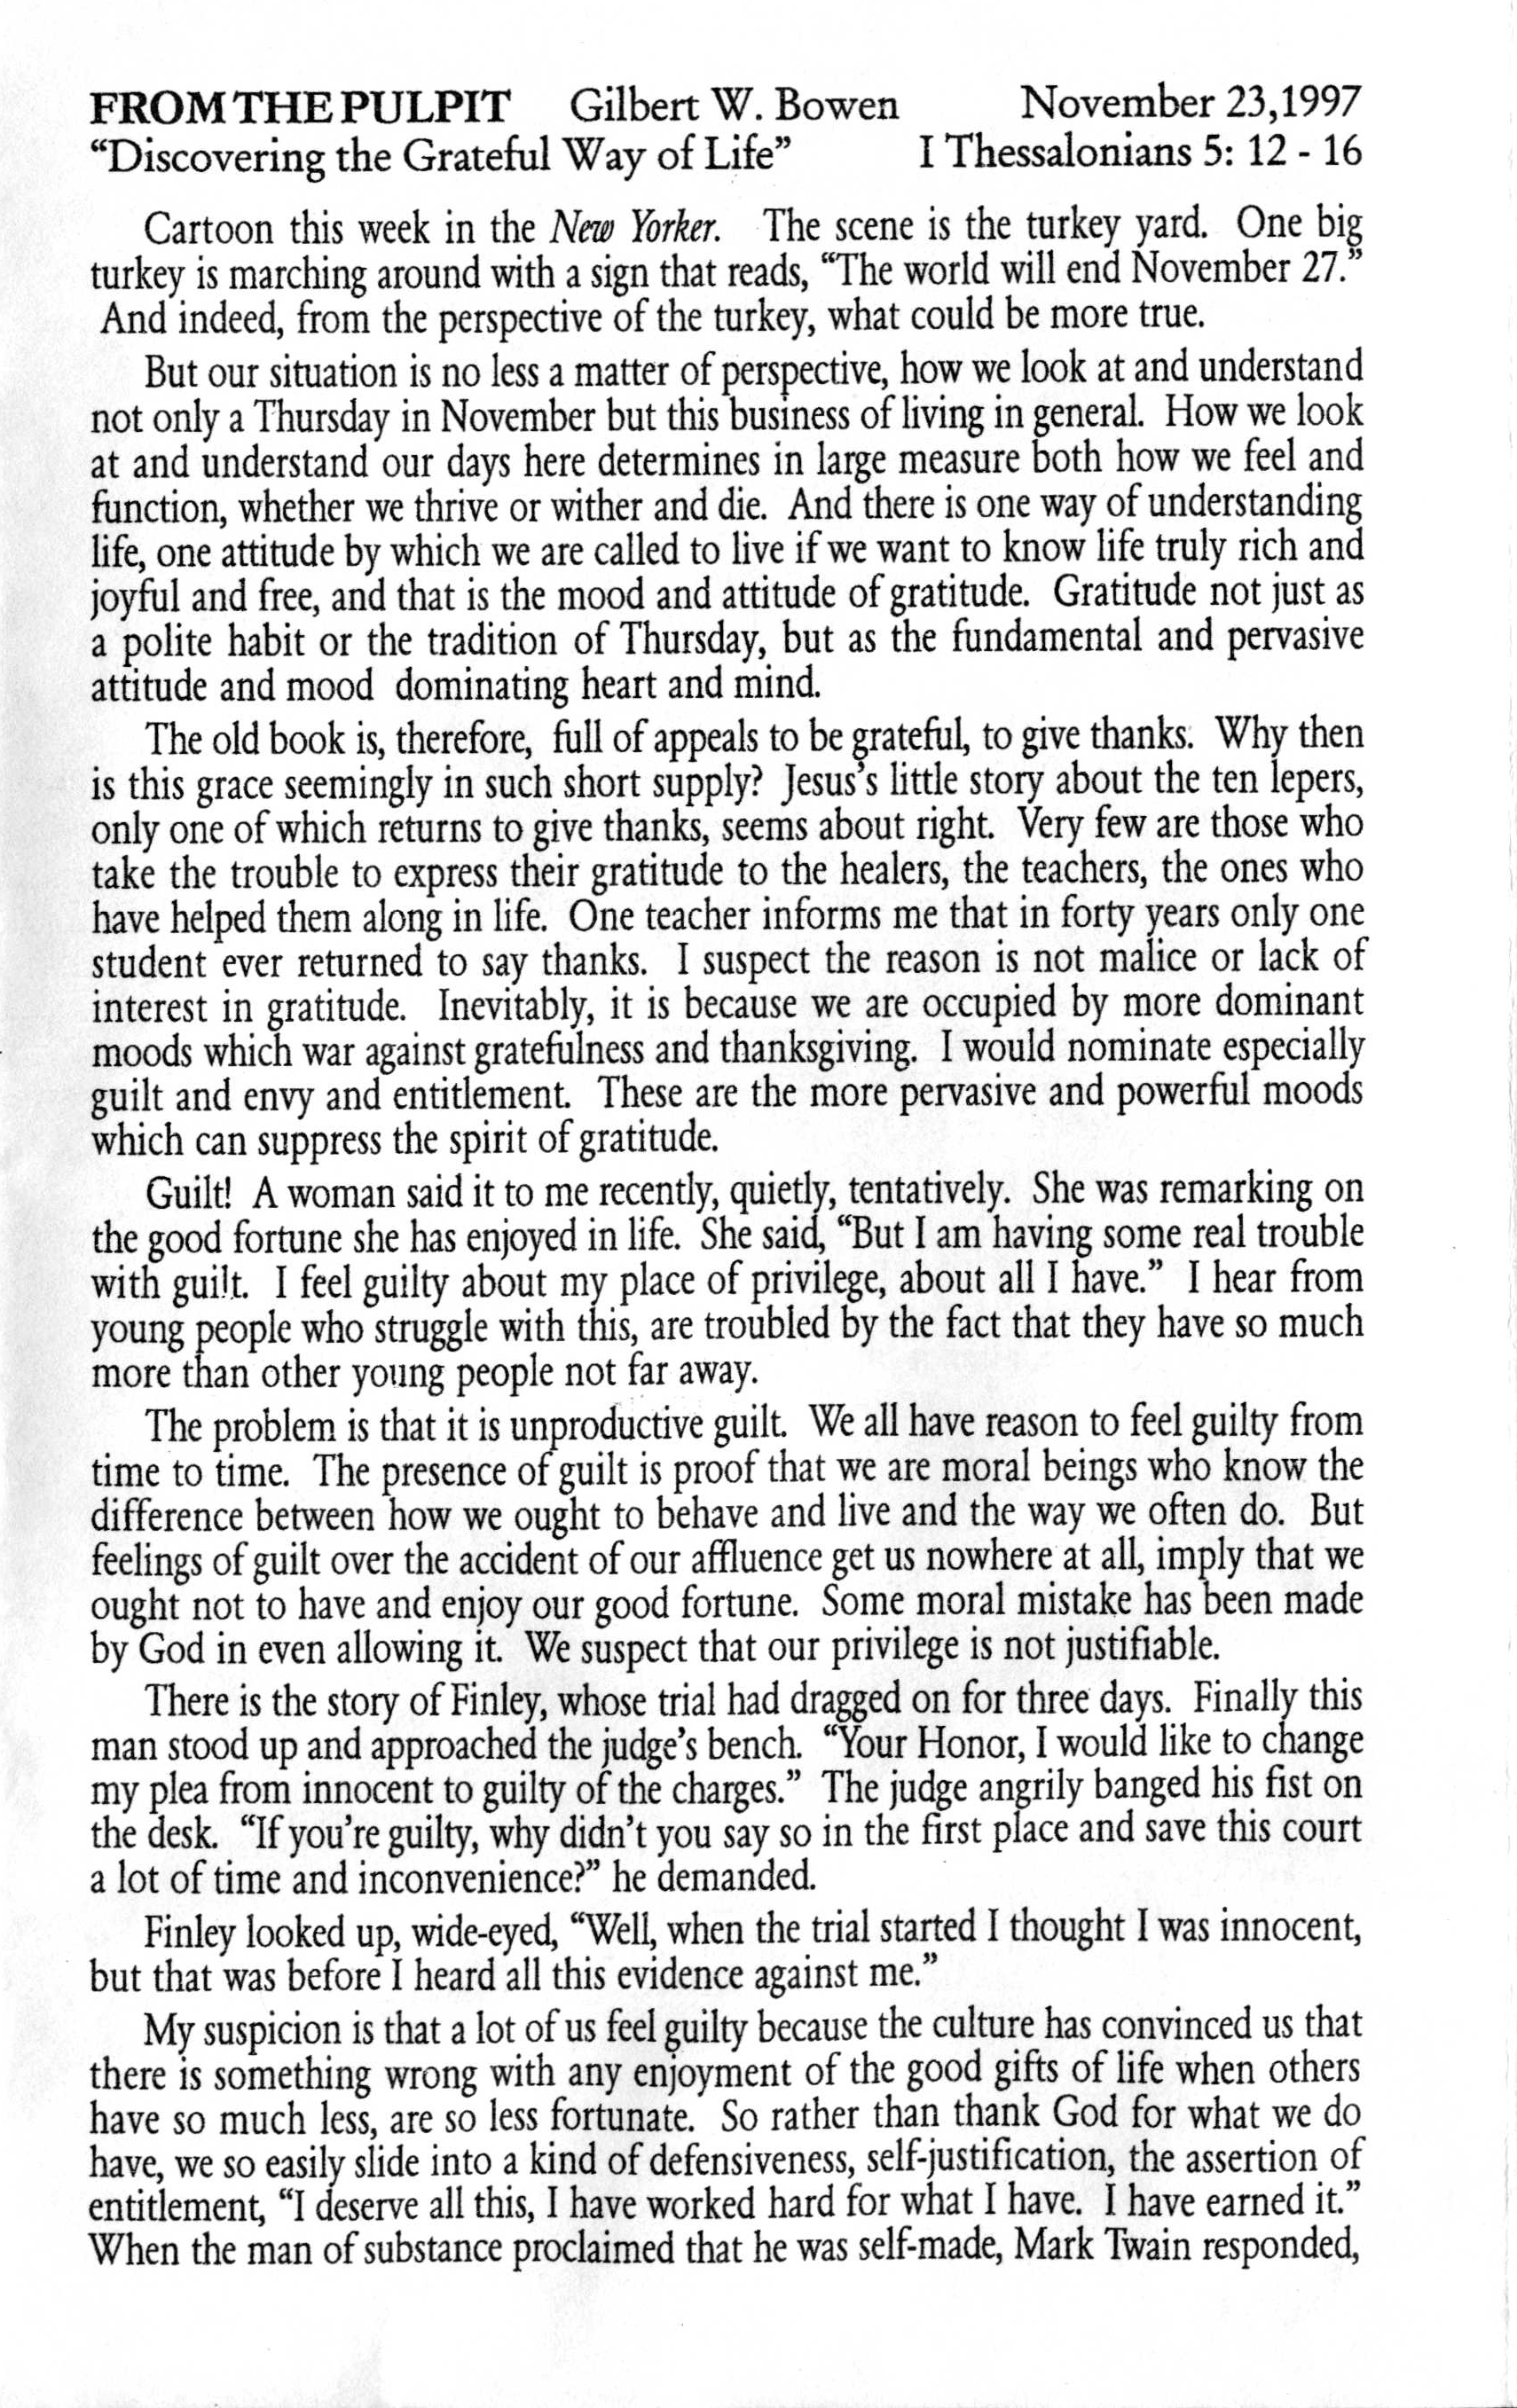 FROM THE PULPIT Gilbert W. Bowen November 23,1997
“Discovering the Grateful Way of Life” I Thessalonians 5: 12 - 16
Cartoon this week in the New Yorker. The scene is the turkey yard. One big
turkey is marching around with a sign that reads, “The world will end November 27.”
And indeed, from the perspective of the turkey, what could be more true.
But our situation is no less a matter of perspective, how we look at and understand
not only a Thursday in November but this business of living in general. How we look
at and understand our days here determines in large measure both how we feel and
function, whether we thrive or wither and die. And there is one way of understanding
life, one attitude by which we are called to live if we want to know life truly rich and
joyful and free, and that is the mood and attitude of gratitude. Gratitude not just as
a polite habit or the tradition of Thursday, but as the fundamental and pervasive
attitude and mood dominating heart and mind.
The old book is, therefore, full of appeals to be grateful, to give thanks. Why then
is this grace seemingly in such short supply? Jesus’s little story about the ten lepers,
only one of which returns to give thanks, seems about right. Very few are those who
take the trouble to express their gratitude to the healers, the teachers, the ones who
have helped them along in life. One teacher informs me that in forty years only one
student ever returned to say thanks. I suspect the reason is not malice or lack of
interest in gratitude. Inevitably, it is because we are occupied by more dominant
moods which war against gratefulness and thanksgiving. I would nominate especially
guilt and envy and entitlement. These are the more pervasive and powerful moods
which can suppress the spirit of gratitude.
Guilt! A woman said it to me recently, quietly, tentatively. She was remarking on
the good fortune she has enjoyed in life. She said, “But I am having some real trouble
with guilt. I feel guilty about my place of privilege, about all I have.” I hear from
young people who struggle with this, are troubled by the fact that they have so much
more than other young people not far away.
The problem is that it is unproductive guilt. We all have reason to feel guilty from
time to time. The presence of guilt is proof that we are moral beings who know the
difference between how we ought to behave and live and the way we often do. But
feelings of guilt over the accident of our affluence get us nowhere at all, imply that we
ought not to have and enjoy our good fortune. Some moral mistake has been made
by God in even allowing it. We suspect that our privilege is not justifiable.
There is the story of Finley, whose trial had dragged on for three days. Finally this
man stood up and approached the judge’s bench. “Your Honor, I would like to change
my plea from innocent to guilty of the charges.” The judge angrily banged his fist on
the desk. “If you’re guilty, why didn’t you say so in the first place and save this court
a lot of time and inconvenience?” he demanded.
Finley looked up, wide-eyed, “Well, when the trial started I thought I was innocent,
but that was before I heard all this evidence against me.”
My suspicion is that a lot of us feel guilty because the culture has convinced us that
there is something wrong with any enjoyment of the good gifts of life when others
have so much less, are so less fortunate. So rather than thank God for what we do
have, we so easily slide into a kind of defensiveness, self-justification, the assertion of
entitlement, “I deserve all this, I have worked hard for what I have. I have earned it.”
When the man of substance proclaimed that he was self-made, Mark Twain responded,